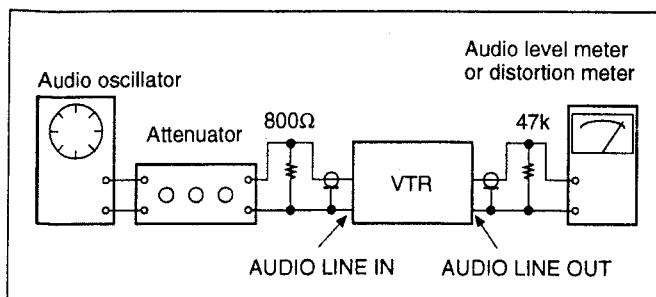 Audio level meter
or distortion meter
Audio oscillator
Attenuator
800Ω
47k
VTR
AUDIO LINE IN
AUDIO LINE OUT